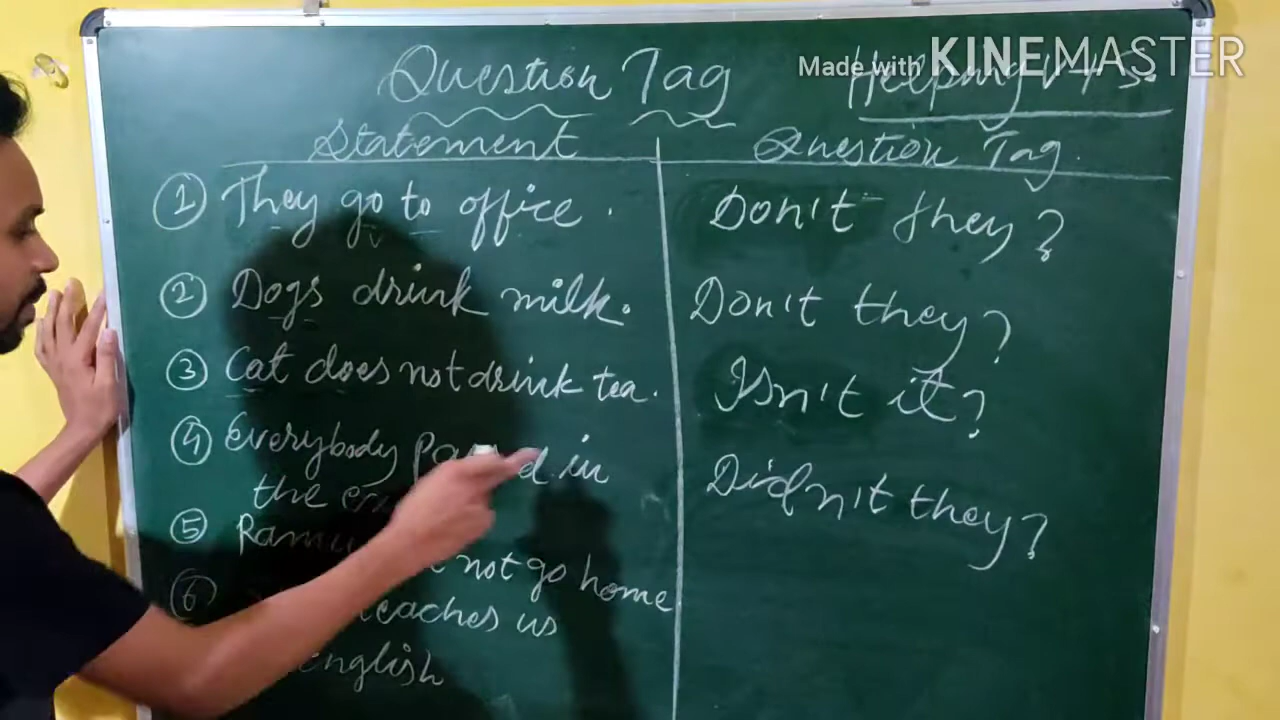 Made with KINEMASTER
Question Tag Helping V + S.
Statement Question Tag.
① They go to office. Don't they?
② Dogs drink milk. Don't they?
③ Cat does not drink tea. Isn't it?
④ Everybody in Didn't they?
the
⑤ not go home
⑥ teaches us
english